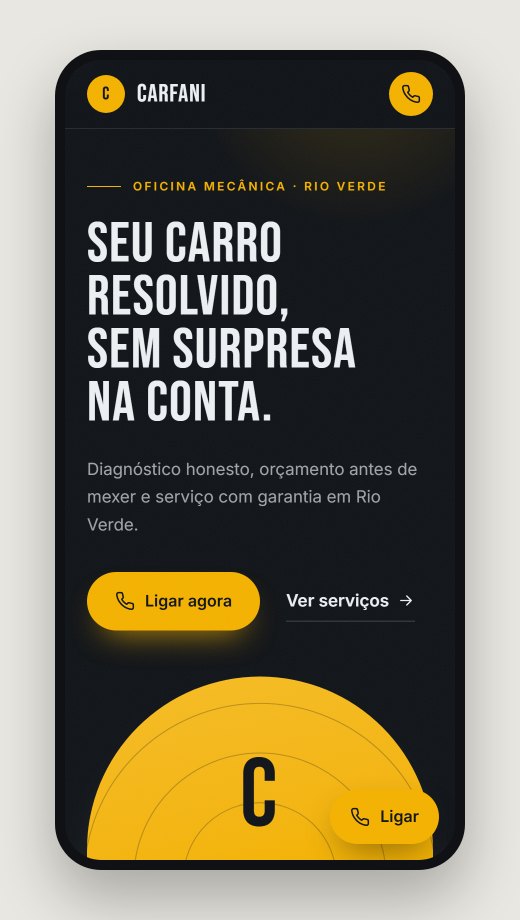 C CARFANI
OFICINA MECÂNICA · RIO VERDE
SEU CARRO
RESOLVIDO,
SEM SURPRESA
NA CONTA.
Diagnóstico honesto, orçamento antes de
mexer e serviço com garantia em Rio
Verde.
Ligar agora
Ver serviços →
C
Ligar